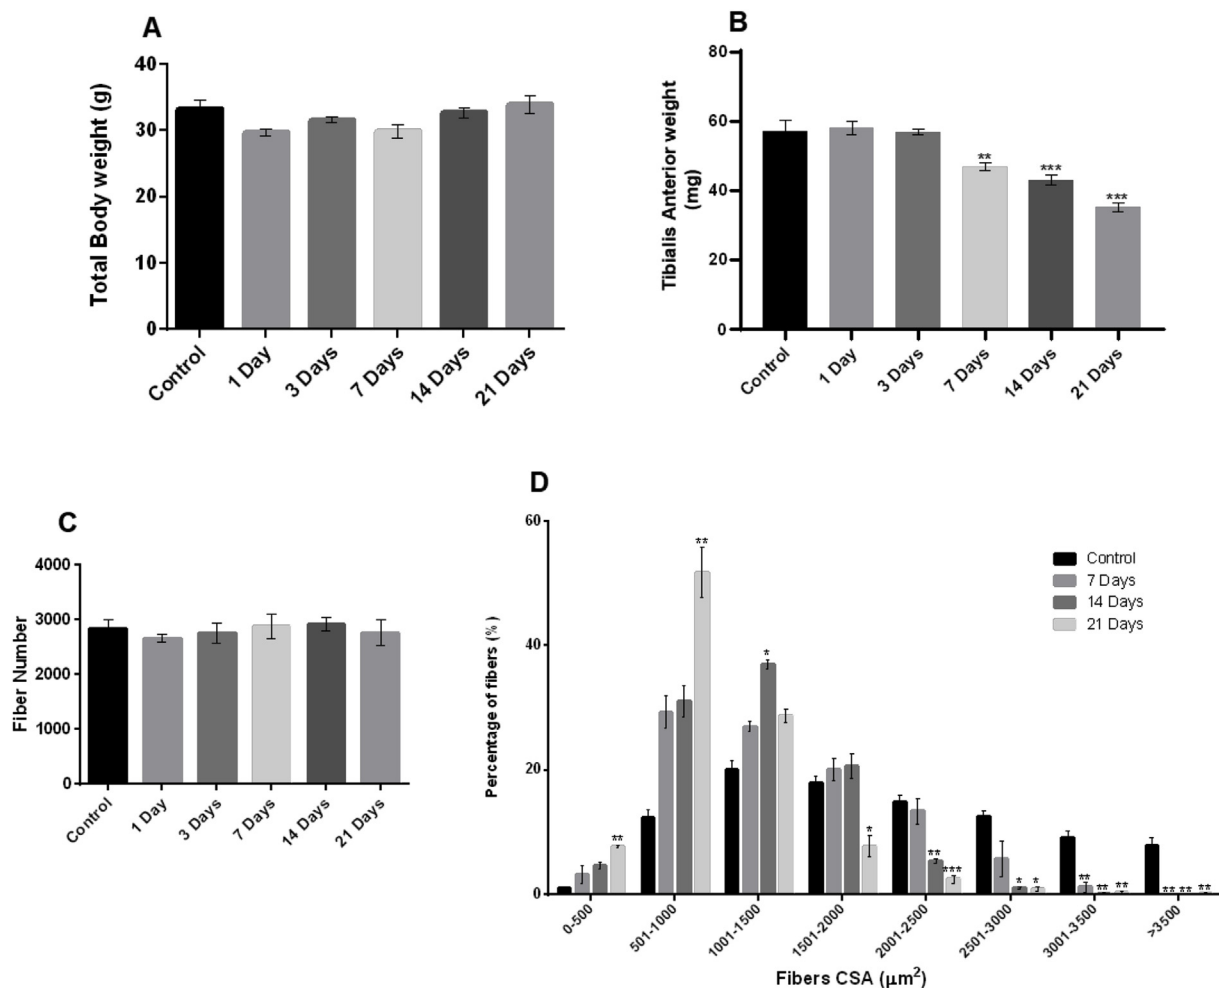 A
Total Body weight (g)
40
30
20
10
0
Control
1 Day
3 Days
7 Days
14 Days
21 Days
B
Tibialis Anterior weight
(mg)
80
60
40
20
0
**
***
***
Control
1 Day
3 Days
7 Days
14 Days
21 Days
C
Fiber Number
4000
3000
2000
1000
0
Control
1 Day
3 Days
7 Days
14 Days
21 Days
D
Percentage of fibers (%)
60
40
20
0
**
**
*
*
**
***
*
*
**
**
**
**
**
**
Control
7 Days
14 Days
21 Days
0-500
501-1000
1001-1500
1501-2000
2001-2500
2501-3000
3001-3500
>3500
Fibers CSA (μm²)